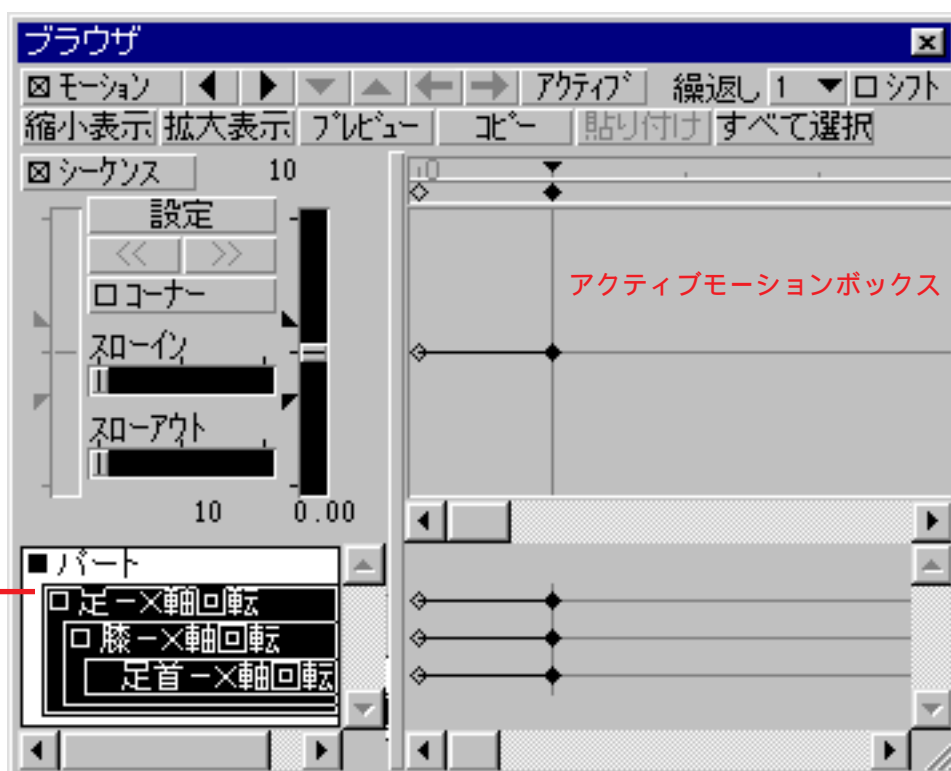 ブラウザ
モーション アクティブ 繰返し 1 シフト
縮小表示 拡大表示 プレビュー コピー 貼り付け すべて選択
シーケンス 10 0
設定
<< >>
コーナー
アクティブモーションボックス
スローイン
スローアウト
10 0.00
パート
足－X軸回転
膝－X軸回転
足首－X軸回転